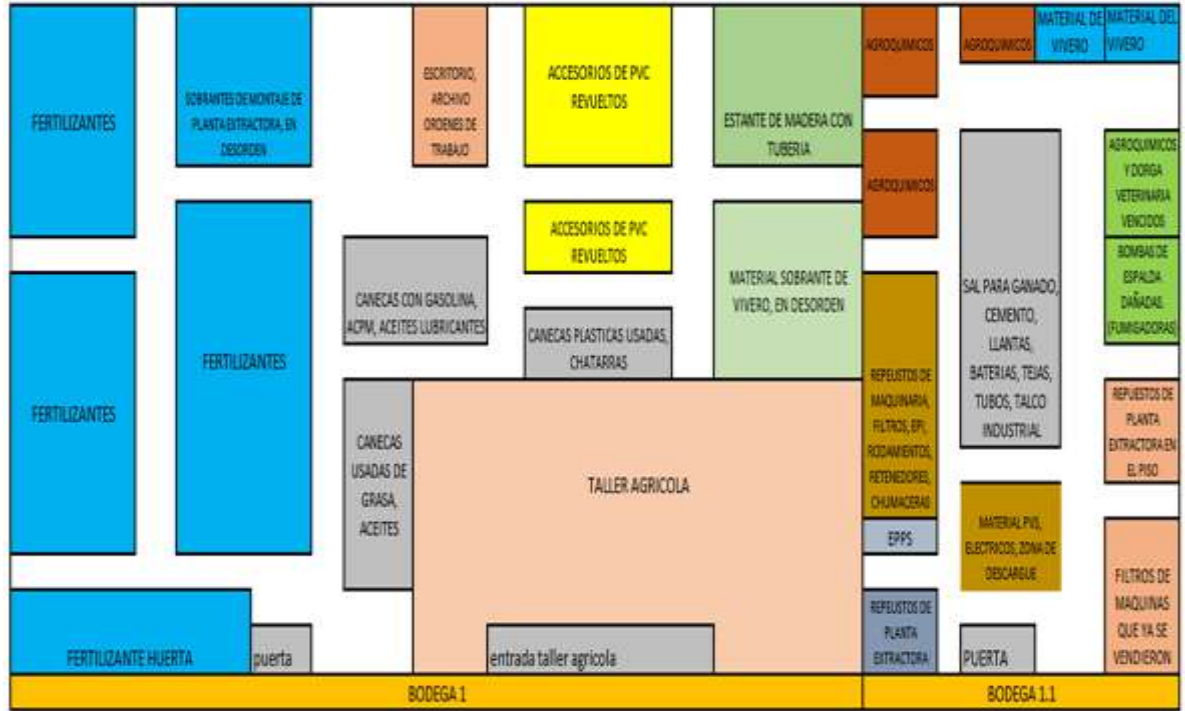 FERTILIZANTES
SOBRANTES DE MONTAJE DE
PLANTA EXTRACTORA, EN
DESORDEN
ESCRITORIO,
ARCHIVO
ORDENES DE
TRABAJO
ACCESORIOS DE PVC
REVUELTOS
ESTANTE DE MADERA CON
TUBERIA
AGROQUIMICOS
AGROQUIMICOS
MATERIAL DE
VIVERO
MATERIAL DEL
VIVERO
AGROQUIMICOS
AGROQUIMICOS
Y DORGA
VETERINARIA
VENCIDOS
FERTILIZANTES
FERTILIZANTES
CANECAS CON GASOLINA,
ACPM, ACEITES LUBRICANTES
ACCESORIOS DE PVC
REVUELTOS
CANECAS PLASTICAS USADAS,
CHATARRAS
MATERIAL SOBRANTE DE
VIVERO, EN DESORDEN
SAL PARA GANADO,
CEMENTO,
LLANTAS,
BATERIAS, TEJAS,
TUBOS, TALCO
INDUSTRIAL
BOMBAS DE
ESPALDA
DAÑADAS
(FUMIGADORAS)
CANECAS
USADAS DE
GRASA,
ACEITES
TALLER AGRICOLA
REPEUSTOS DE
MAQUINARIA,
FILTROS, EPI,
RODAMIENTOS,
RETENEDORES,
CHUMACERAS
REPUESTOS DE
PLANTA
EXTRACTORA EN
EL PISO
EPPS
MATERIAL PVS,
ELECTRICOS, ZONA DE
DESCARGUE
FILTROS DE
MAQUINAS
QUE YA SE
VENDIERON
FERTILIZANTE HUERTA
puerta
entrada taller agricola
REPEUSTOS DE
PLANTA
EXTRACTORA
PUERTA
BODEGA 1
BODEGA 1.1